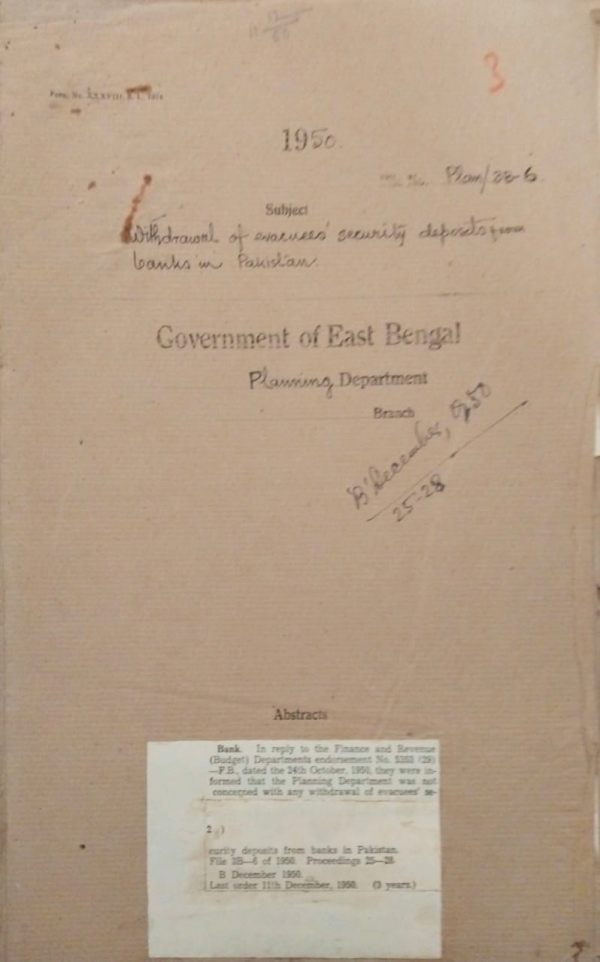 3
Form No. XXXVIII
1950.
Plan/2B-6.
Subject
Withdrawal of evacuees' security deposits from
banks in Pakistan.
Government of East Bengal
Planning Department
Branch
'B' December, 1950
25-28
Abstracts
Bank. In reply to the Finance and Revenue
(Budget) Departments endorsement No. 5353 (29)
—F.B., dated the 24th October, 1950, they were in-
formed that the Planning Department was not
concerned with any withdrawal of evacuees' se-
2 )
curity deposits from banks in Pakistan.
File 2B—6 of 1950. Proceedings 25—28
B December 1950.
Last order 11th December, 1950. (3 years.)